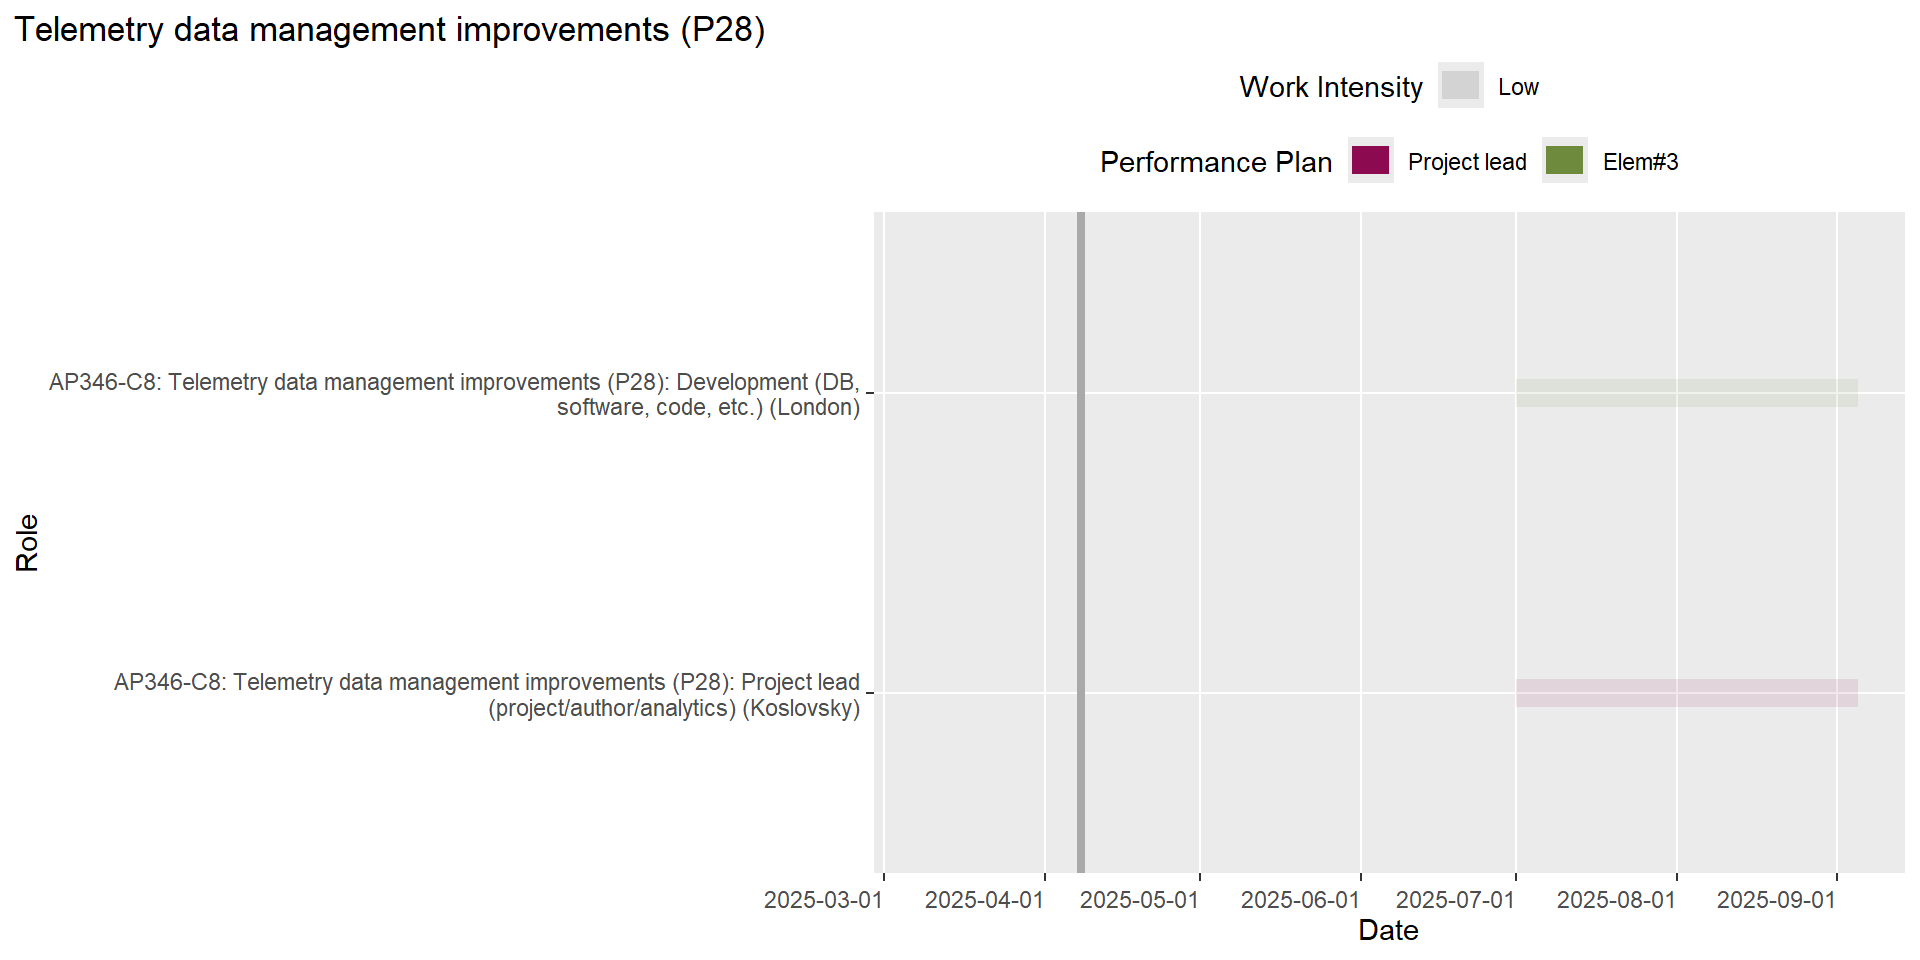 Telemetry data management improvements (P28)
Work Intensity Low
Performance Plan Project lead Elem#3
AP346-C8: Telemetry data management improvements (P28): Development (DB,
software, code, etc.) (London)
Role
AP346-C8: Telemetry data management improvements (P28): Project lead
(project/author/analytics) (Koslovsky)
2025-03-01 2025-04-01 2025-05-01 2025-06-01 2025-07-01 2025-08-01 2025-09-01
Date